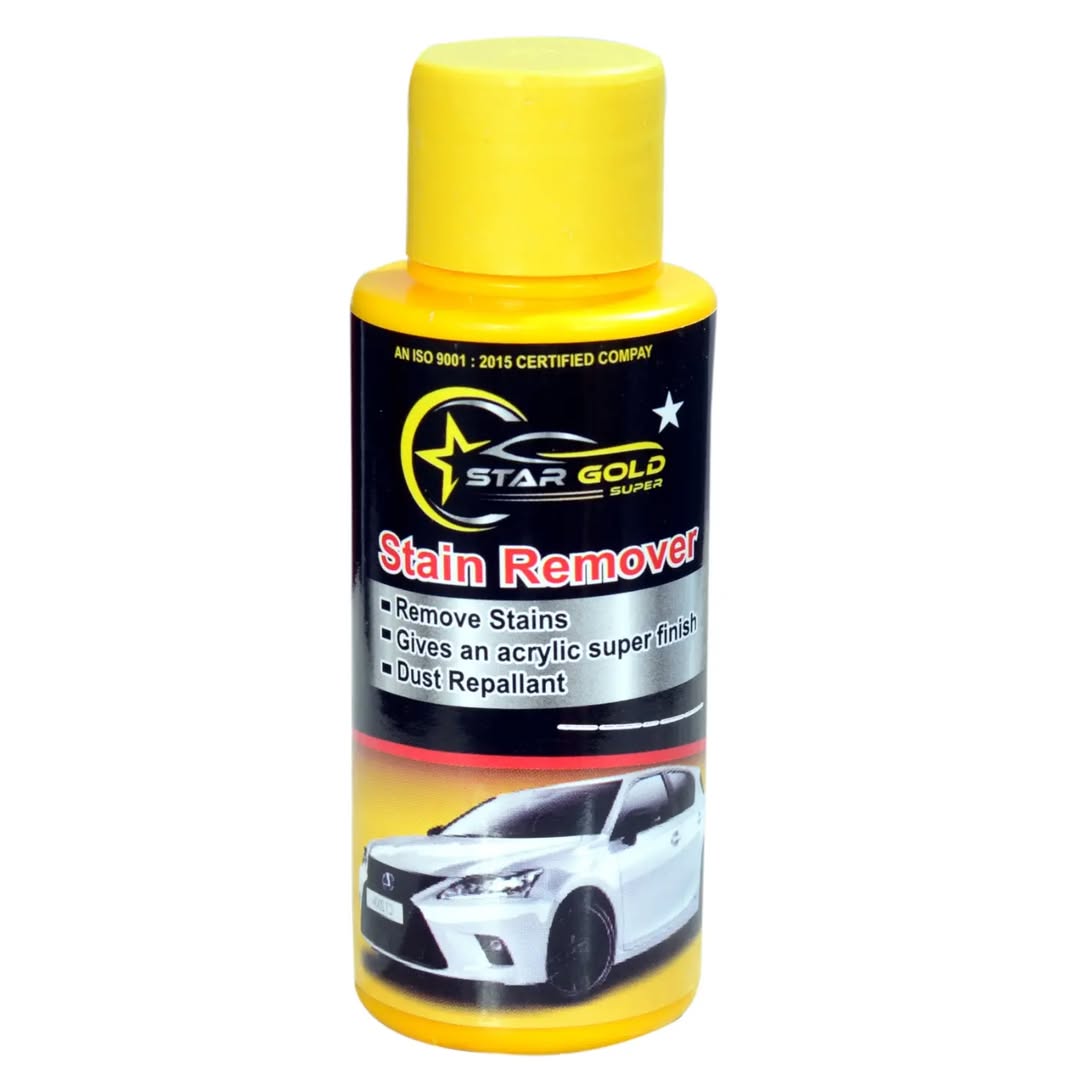 AN ISO 9001 : 2015 CERTIFIED COMPAY
STAR GOLD
SUPER
Stain Remover
▪ Remove Stains
▪ Gives an acrylic super finish
▪ Dust Repallant